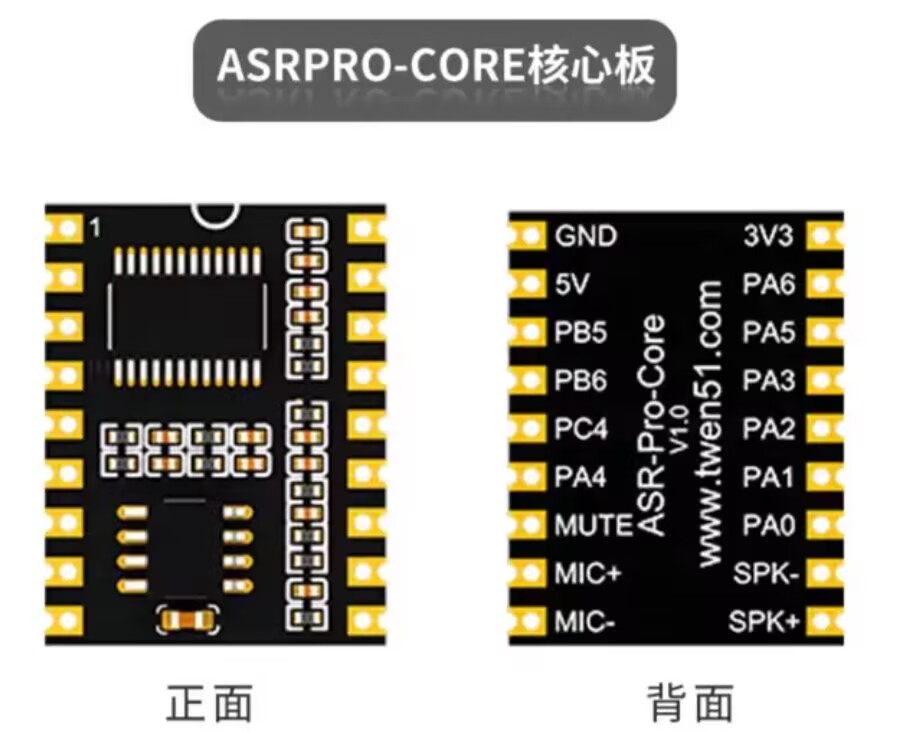 ASRPRO-CORE核心板
1
GND 3V3
5V PA6
PB5 PA5
PB6 PA3
PC4 PA2
PA4 PA1
MUTE PA0
MIC+ SPK-
MIC- SPK+
ASR-Pro-Core
V1.0
www.twen51.com
正面
背面